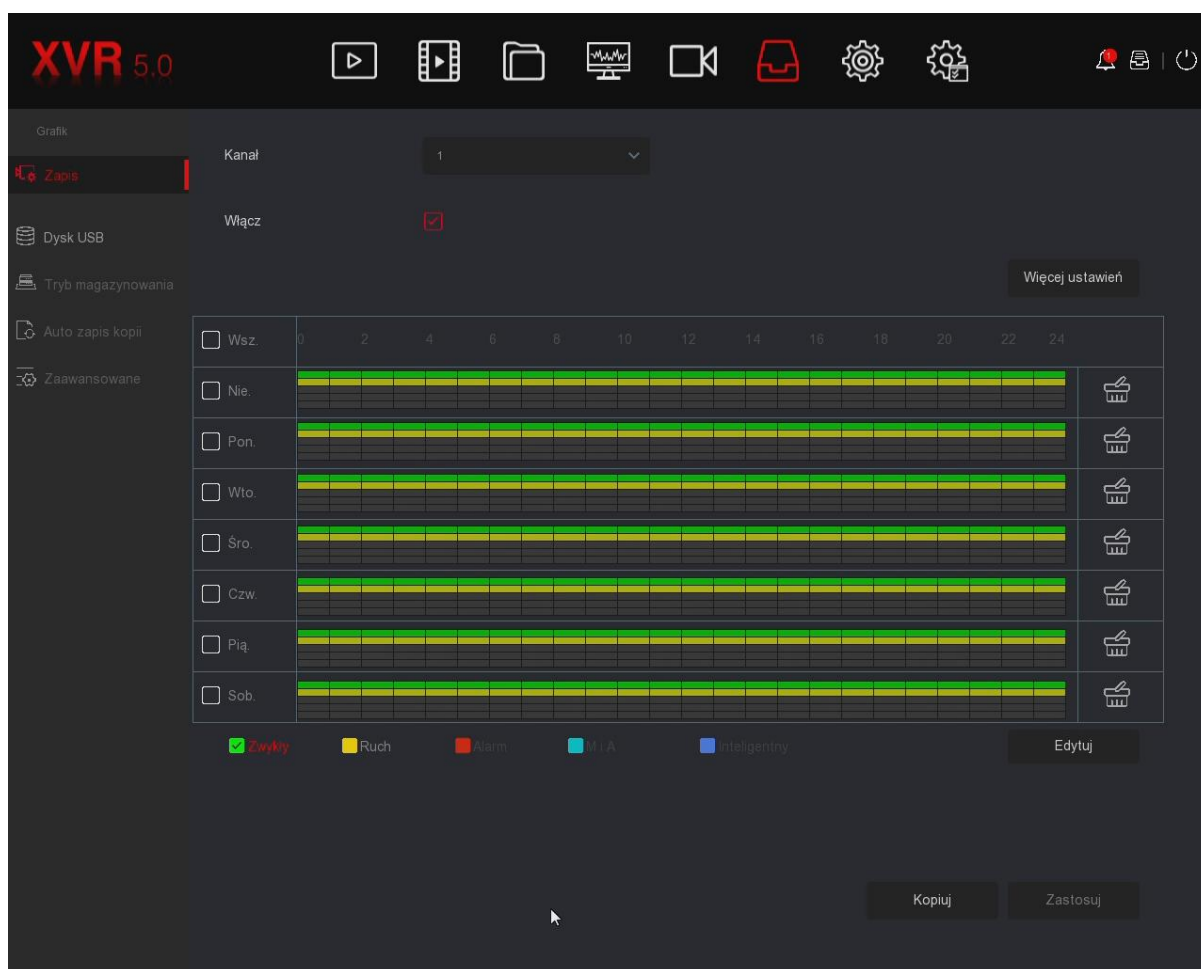 XVR 5.0
1
Grafik
Zapis
Dysk USB
Tryb magazynowania
Auto zapis kopii
Zaawansowane
Kanał 1
Włącz
Więcej ustawień
Wsz. 0 2 4 6 8 10 12 14 16 18 20 22 24
Nie.
Pon.
Wto.
Śro.
Czw.
Pią.
Sob.
Zwykły Ruch Alarm M i A Inteligentny Edytuj
Kopiuj Zastosuj